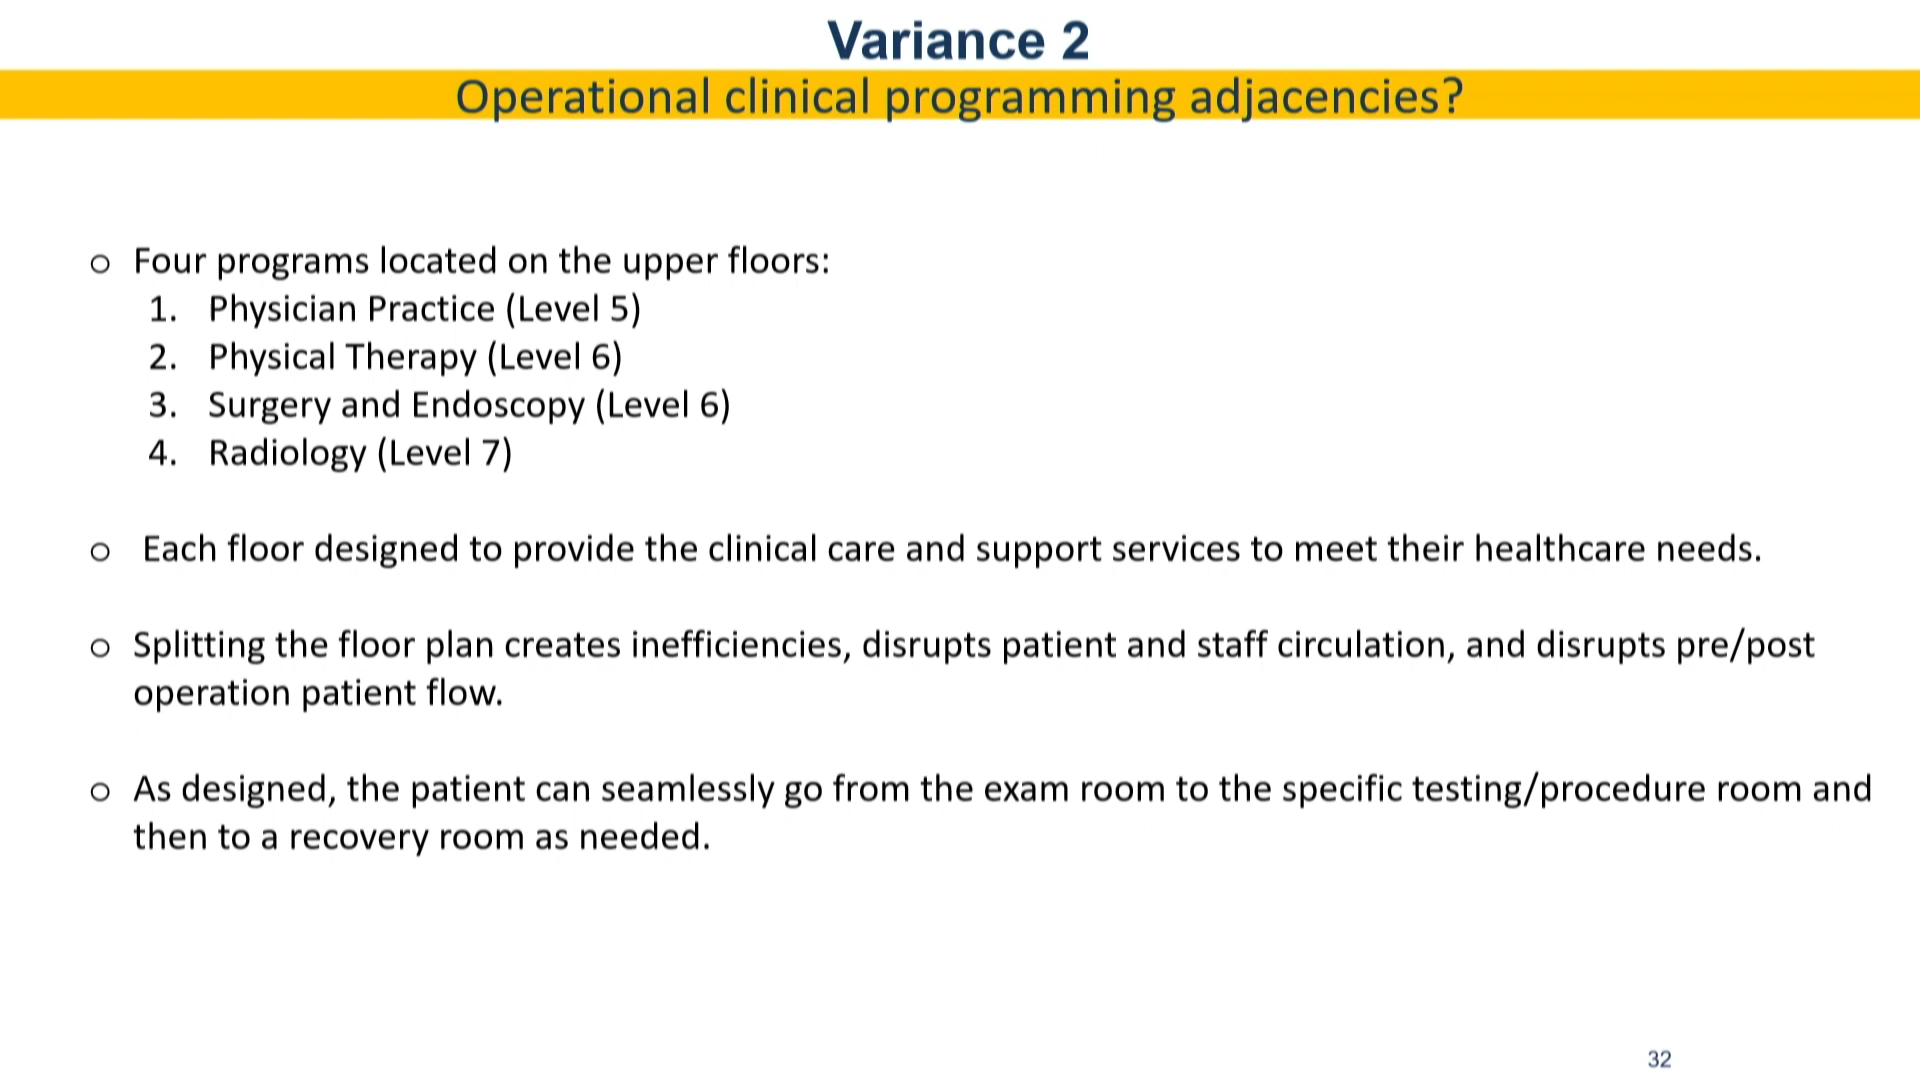 Variance 2
Operational clinical programming adjacencies?
o Four programs located on the upper floors:
1. Physician Practice (Level 5)
2. Physical Therapy (Level 6)
3. Surgery and Endoscopy (Level 6)
4. Radiology (Level 7)
o Each floor designed to provide the clinical care and support services to meet their healthcare needs.
o Splitting the floor plan creates inefficiencies, disrupts patient and staff circulation, and disrupts pre/post
operation patient flow.
o As designed, the patient can seamlessly go from the exam room to the specific testing/procedure room and
then to a recovery room as needed.
32